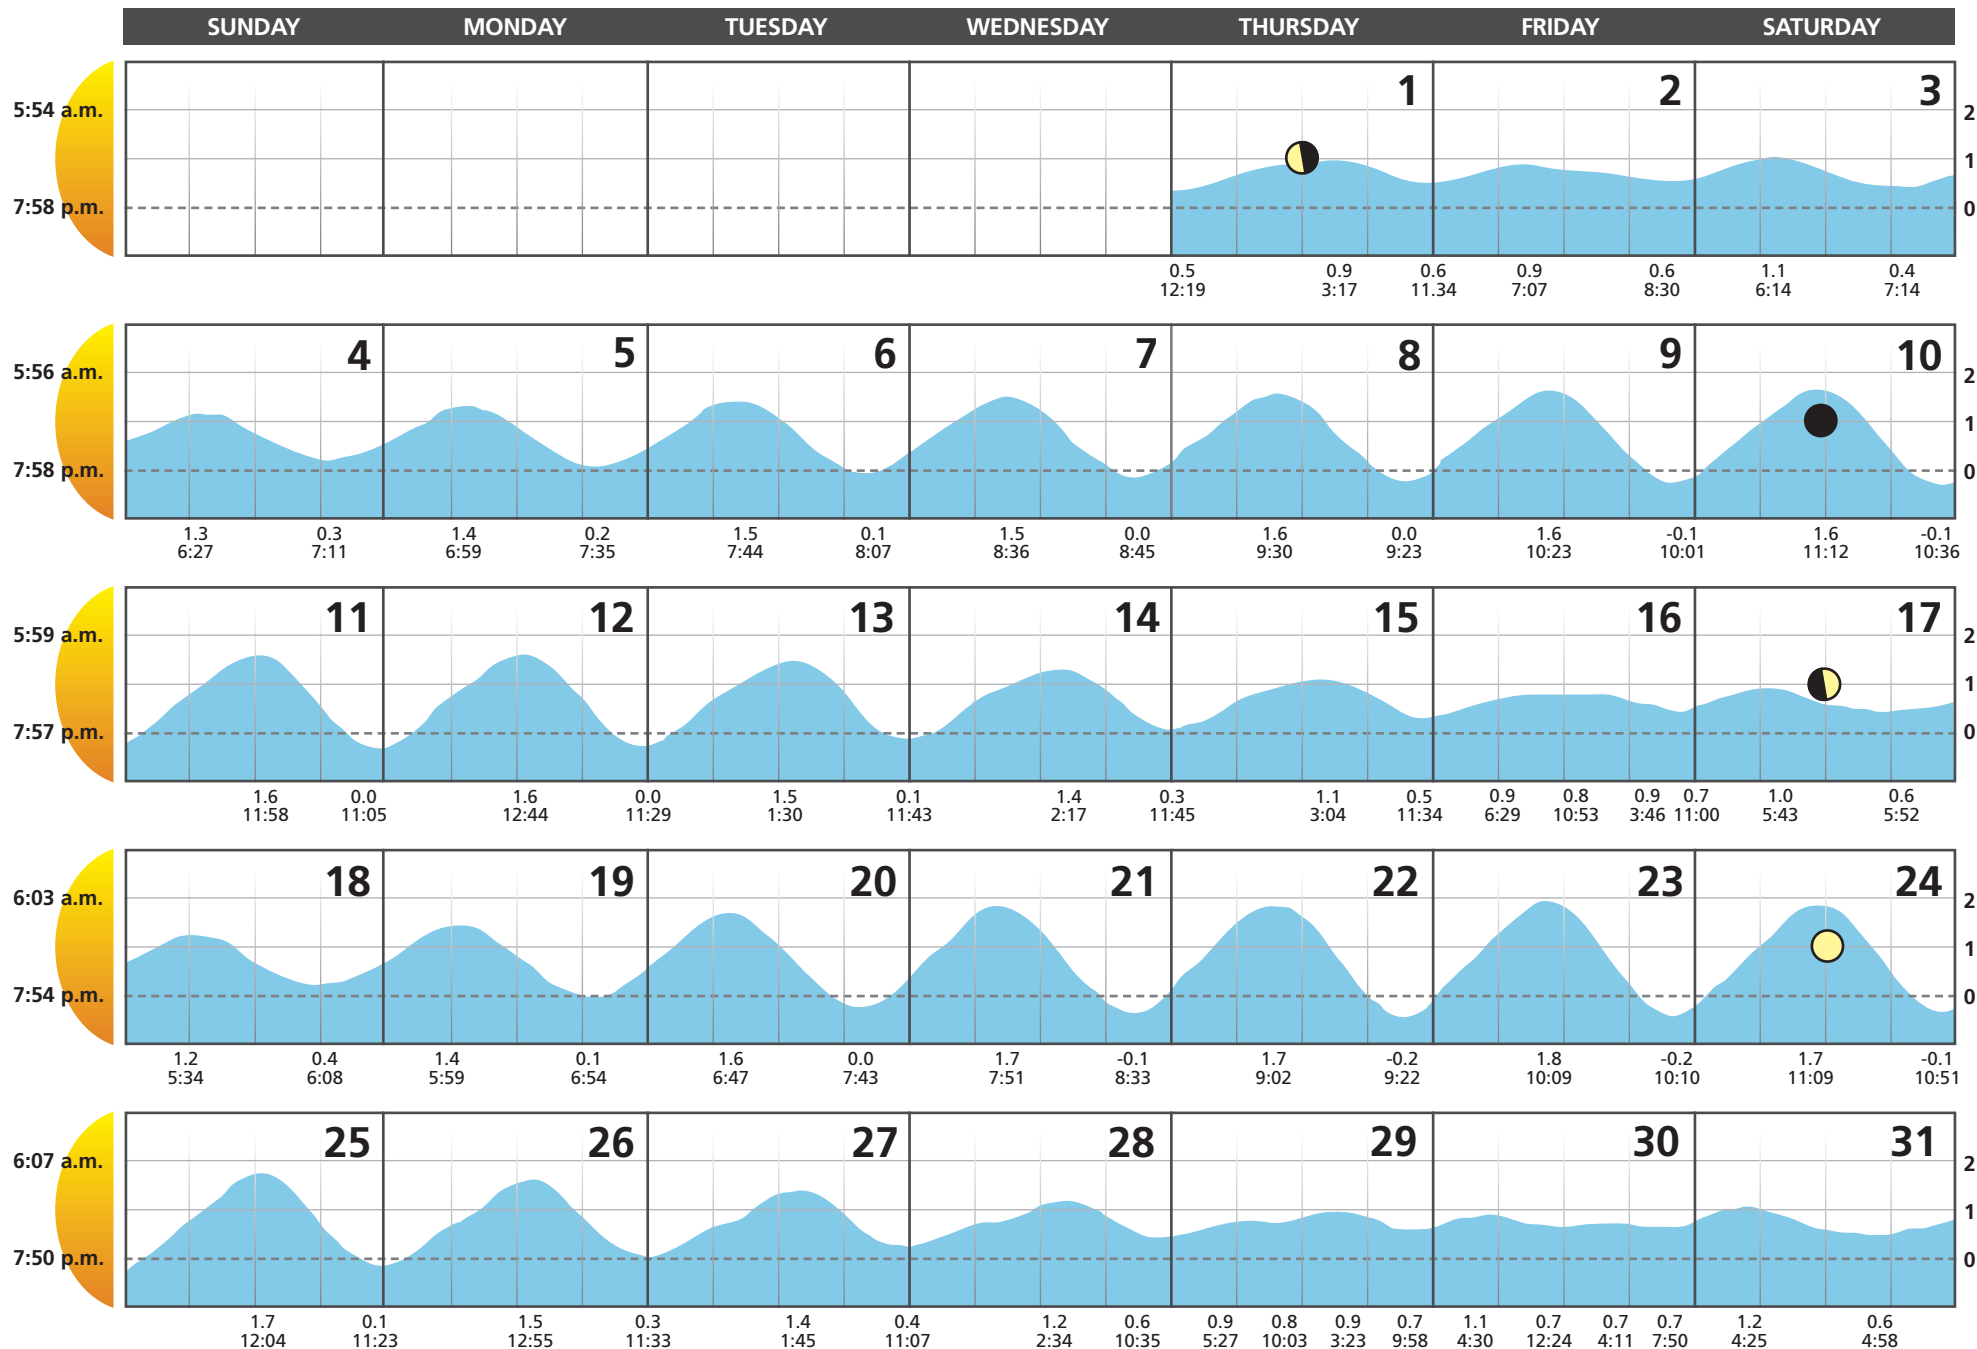 SUNDAY MONDAY TUESDAY WEDNESDAY THURSDAY FRIDAY SATURDAY
1 2 3
5:54 a.m. 2
1
7:58 p.m. 0
0.5 0.9 0.6 0.9 0.6 1.1 0.4
12:19 3:17 11.34 7:07 8:30 6:14 7:14
4 5 6 7 8 9 10
5:56 a.m. 2
1
7:58 p.m. 0
1.3 0.3 1.4 0.2 1.5 0.1 1.5 0.0 1.6 0.0 1.6 -0.1 1.6 -0.1
6:27 7:11 6:59 7:35 7:44 8:07 8:36 8:45 9:30 9:23 10:23 10:01 11:12 10:36
11 12 13 14 15 16 17
5:59 a.m. 2
1
7:57 p.m. 0
1.6 0.0 1.6 0.0 1.5 0.1 1.4 0.3 1.1 0.5 0.9 0.8 0.9 0.7 1.0 0.6
11:58 11:05 12:44 11:29 1:30 11:43 2:17 11:45 3:04 11:34 6:29 10:53 3:46 11:00 5:43 5:52
18 19 20 21 22 23 24
6:03 a.m. 2
1
7:54 p.m. 0
1.2 0.4 1.4 0.1 1.6 0.0 1.7 -0.1 1.7 -0.2 1.8 -0.2 1.7 -0.1
5:34 6:08 5:59 6:54 6:47 7:43 7:51 8:33 9:02 9:22 10:09 10:10 11:09 10:51
25 26 27 28 29 30 31
6:07 a.m. 2
1
7:50 p.m. 0
1.7 0.1 1.5 0.3 1.4 0.4 1.2 0.6 0.9 0.8 0.9 0.7 1.1 0.7 0.7 0.7 1.2 0.6
12:04 11:23 12:55 11:33 1:45 11:07 2:34 10:35 5:27 10:03 3:23 9:58 4:30 12:24 4:11 7:50 4:25 4:58